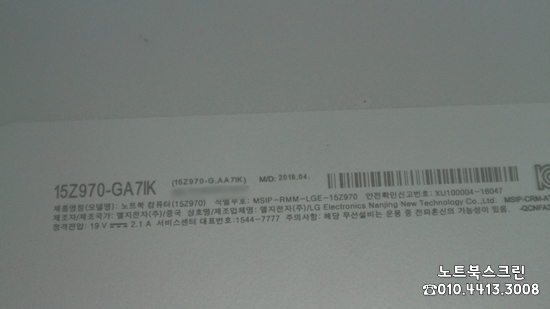 15Z970-GA7IK (15Z970-G.AA7IK) M/D: 2018.04.
제품명칭(모델명): 노트북 컴퓨터(15Z970) 식별부호: MSIP-RMM-LGE-15Z970 안전확인신고번호: XU100004-16047
제조자/제조국가: 엘지전자(주)/중국 상호명/제조업체명: 엘지전자(주)/LG Electronics Nanjing New Technology Co.,Ltd. MSIP-CRM-
정격전압: 19 V 2.1 A 서비스센터 대표번호: 1544-7777 주의사항: 해당 무선설비는 운용 중 전파혼신의 가능성이 있음
노트북스크린
☎010.4413.3008